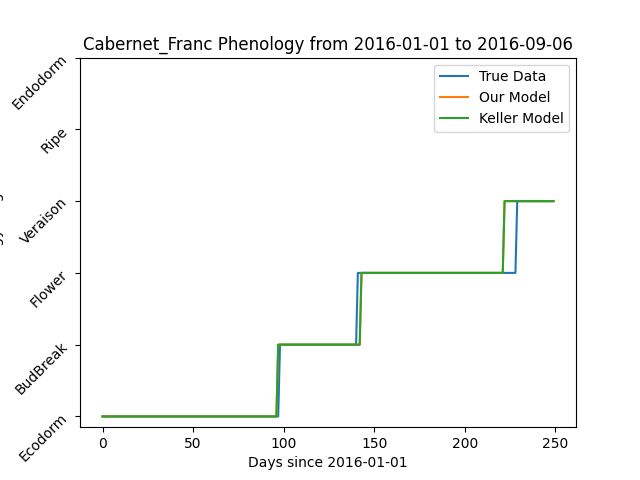 Cabernet_Franc Phenology from 2016-01-01 to 2016-09-06
True Data
Our Model
Keller Model
Endodorm
Ripe
Veraison
Flower
BudBreak
Ecodorm
0 50 100 150 200 250
Days since 2016-01-01